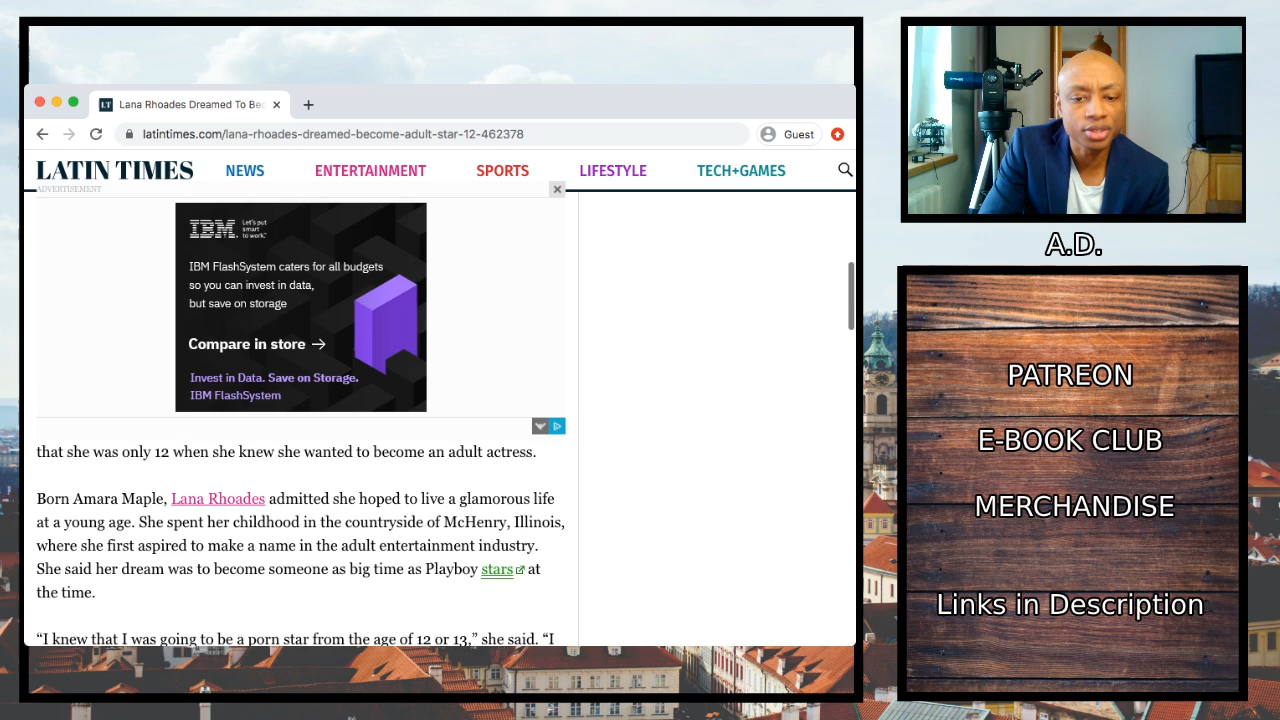 LT Lana Rhoades Dreamed To Bec
latintimes.com/lana-rhoades-dreamed-become-adult-star-12-462378
Guest
LATIN TIMES
NEWS
ENTERTAINMENT
SPORTS
LIFESTYLE
TECH+GAMES
ADVERTISEMENT
IBM
Let's put
smart
to work.
IBM FlashSystem caters for all budgets
so you can invest in data,
but save on storage
Compare in store →
Invest in Data. Save on Storage.
IBM FlashSystem
that she was only 12 when she knew she wanted to become an adult actress.
Born Amara Maple, Lana Rhoades admitted she hoped to live a glamorous life
at a young age. She spent her childhood in the countryside of McHenry, Illinois,
where she first aspired to make a name in the adult entertainment industry.
She said her dream was to become someone as big time as Playboy stars at
the time.
“I knew that I was going to be a porn star from the age of 12 or 13,” she said. “I
A.D.
PATREON
E-BOOK CLUB
MERCHANDISE
Links in Description